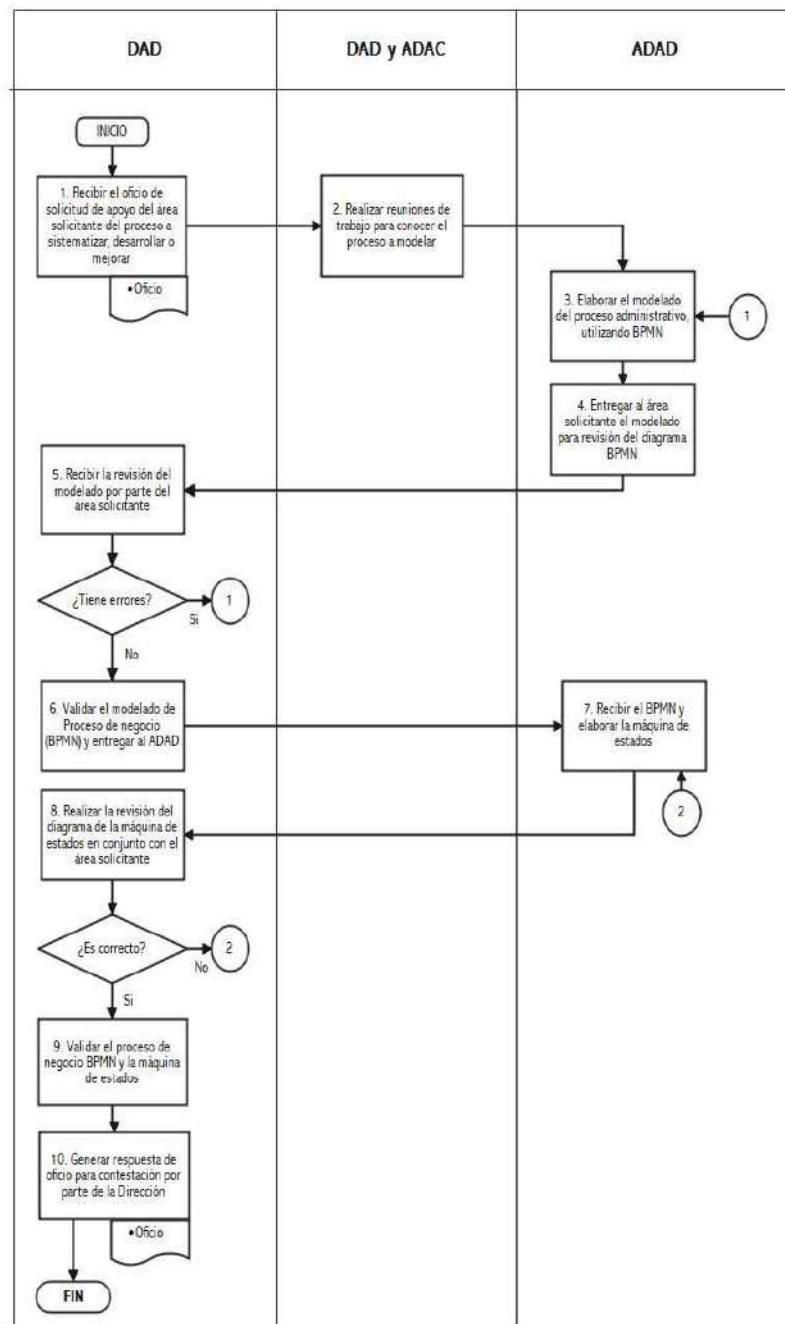 DAD
DAD y ADAC
ADAD
INICIO
1. Recibir el oficio de
solicitud de apoyo del área
solicitante del proceso a
sistematizar, desarrollar o
mejorar
•Oficio
2. Realizar reuniones de
trabajo para conocer el
proceso a modelar
3. Elaborar el modelado
del proceso administrativo,
utilizando BPMN
1
4. Entregar al área
solicitante el modelado
para revisión del diagrama
BPMN
5. Recibir la revisión del
modelado por parte del
area solicitante
¿Tiene errores?
Si
1
No
6. Validar el modelado de
Proceso de negocio
(BPMN) y entregar al ADAD
7. Recibir el BPMN y
elaborar la máquina de
estados
2
8. Realizar la revisión del
diagrama de la máquina de
estados en conjunto con el
área solicitante
¿Es correcto?
No
2
Si
9. Validar el proceso de
negocio BPMN y la máquina
de estados
10. Generar respuesta de
oficio para contestación por
parte de la Dirección
•Oficio
FIN